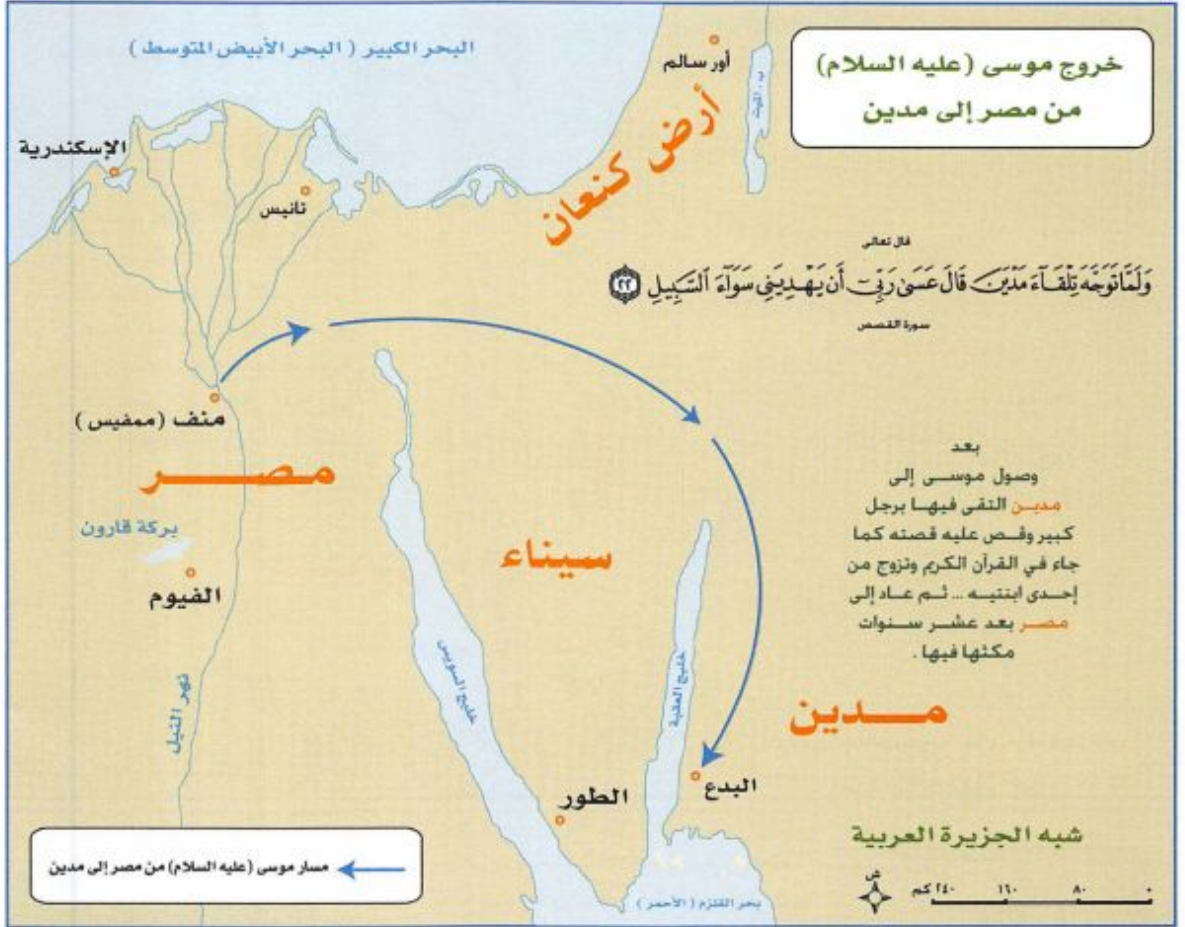 خروج موسى (عليه السلام)
من مصر إلى مدين
البحر الكبير ( البحر الأبيض المتوسط )
أور سالم
ب. الميت
أرض كنعان
الإسكندرية
تانيس
قال تعالى
وَلَمَّا تَوَجَّهَ تِلْقَآءَ مَدْيَنَ قَالَ عَسَىٰ رَبِّىٓ أَن يَهْدِيَنِى سَوَآءَ ٱلسَّبِيلِ ٢٢
سورة القصص
منف ( ممفيس )
مصر
بركة قارون
الفيوم
نهر النيل
سيناء
خليج السويس
خليج العقبة
بعد
وصول موسى إلى
مدين التقى فيها برجل
كبير وقص عليه قصته كما
جاء في القرآن الكريم وتزوج من
إحدى ابنتيه ... ثم عاد إلى
مصر بعد عشر سنوات
مكثها فيها .
مدين
البدع
الطور
شبه الجزيرة العربية
مسار موسى (عليه السلام) من مصر إلى مدين
بحر القلزم ( الأحمر )
ش
٠ ٨٠ ١٦٠ ٢٤٠ كم